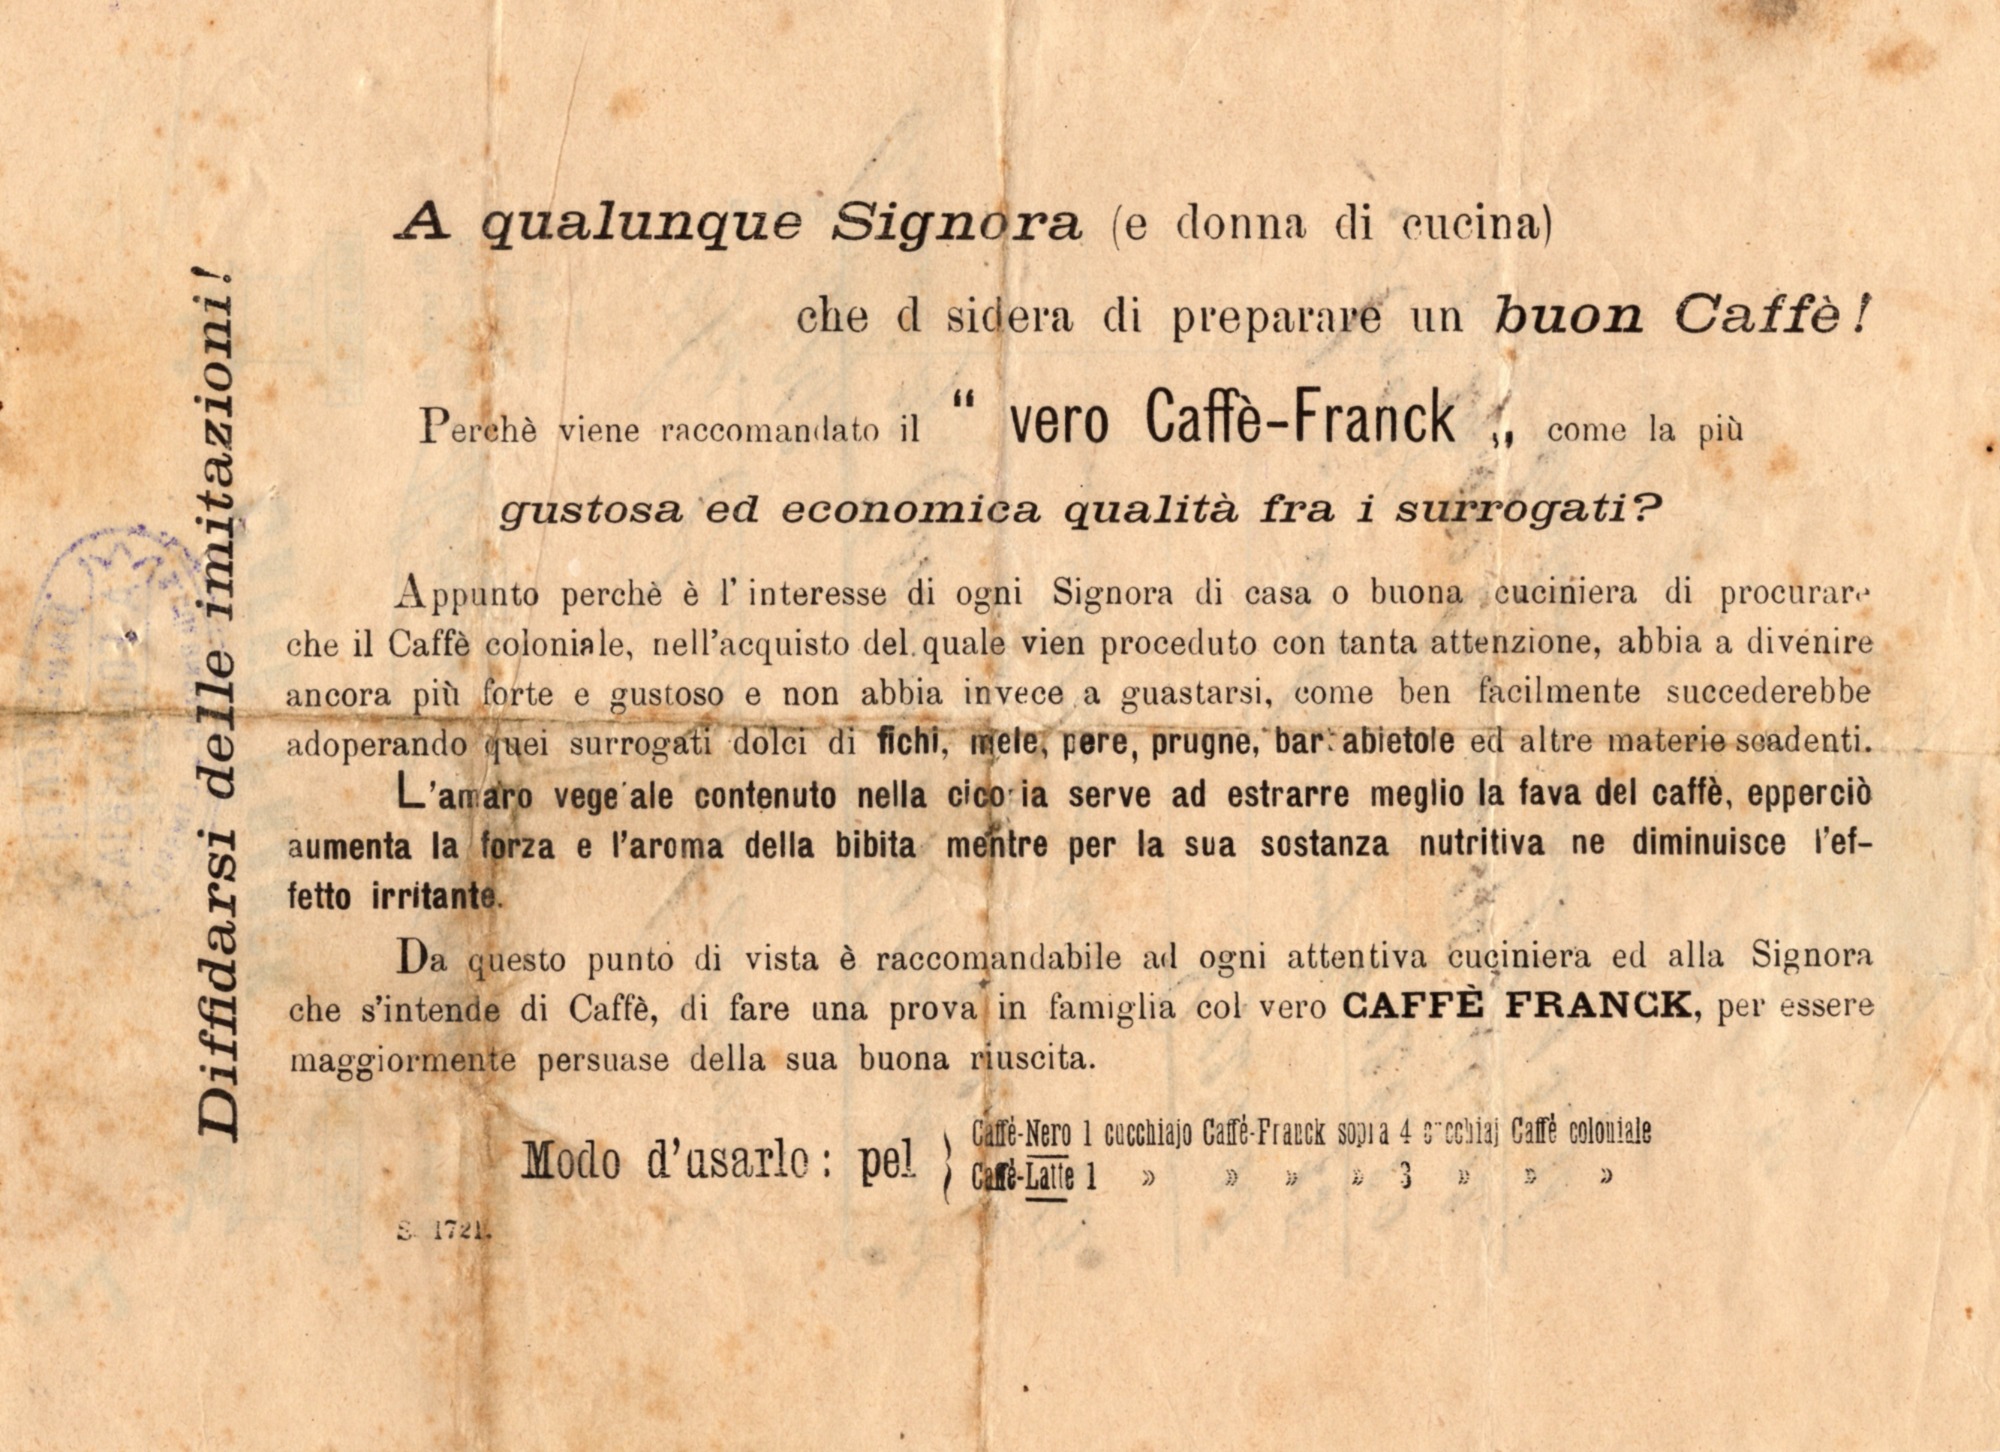 Diffidarsi delle imitazioni!
A qualunque Signora (e donna di cucina)
che d sidera di preparare un buon Caffè!
Perchè viene raccomandato il “ vero Caffè-Franck „ come la più
gustosa ed economica qualità fra i surrogati?
Appunto perchè è l'interesse di ogni Signora di casa o buona cuciniera di procurare
che il Caffè coloniale, nell'acquisto del quale vien proceduto con tanta attenzione, abbia a divenire
ancora più forte e gustoso e non abbia invece a guastarsi, come ben facilmente succederebbe
adoperando quei surrogati dolci di fichi, mele, pere, prugne, barbabietole ed altre materie scadenti.
L'amaro vegetale contenuto nella cicoria serve ad estrarre meglio la fava del caffè, epperciò
aumenta la forza e l'aroma della bibita mentre per la sua sostanza nutritiva ne diminuisce l'ef-
fetto irritante.
Da questo punto di vista è raccomandabile ad ogni attentiva cuciniera ed alla Signora
che s'intende di Caffè, di fare una prova in famiglia col vero CAFFÈ FRANCK, per essere
maggiormente persuase della sua buona riuscita.
Modo d'usarlo: pel
Caffè-Nero 1 cucchiajo Caffè-Franck sopra 4 cucchiaj Caffè coloniale
Caffè-Latte 1 » » » » 3 » » »
S. 1721.